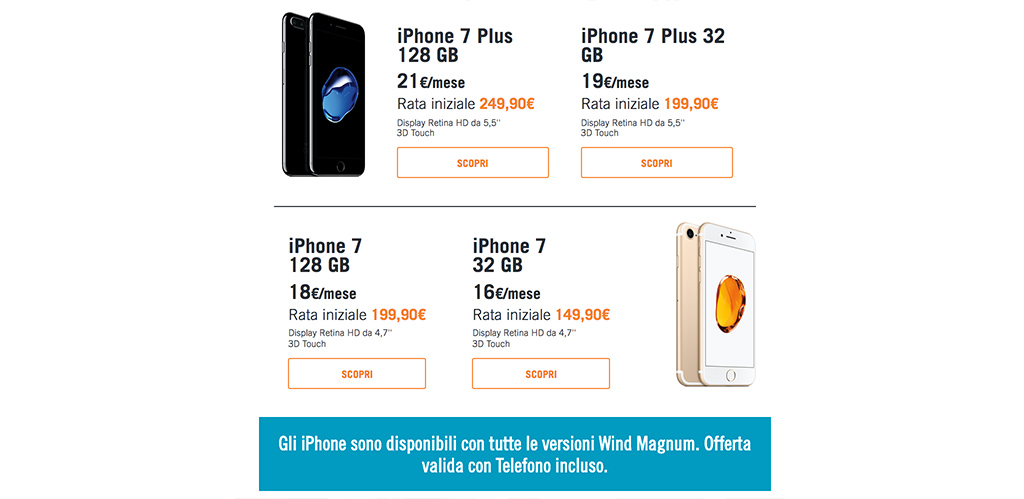 iPhone 7 Plus
128 GB
21€/mese
Rata iniziale 249,90€
Display Retina HD da 5,5''
3D Touch
SCOPRI
iPhone 7 Plus 32
GB
19€/mese
Rata iniziale 199,90€
Display Retina HD da 5,5''
3D Touch
SCOPRI
iPhone 7
128 GB
18€/mese
Rata iniziale 199,90€
Display Retina HD da 4,7''
3D Touch
SCOPRI
iPhone 7
32 GB
16€/mese
Rata iniziale 149,90€
Display Retina HD da 4,7''
3D Touch
SCOPRI
Gli iPhone sono disponibili con tutte le versioni Wind Magnum. Offerta
valida con Telefono incluso.